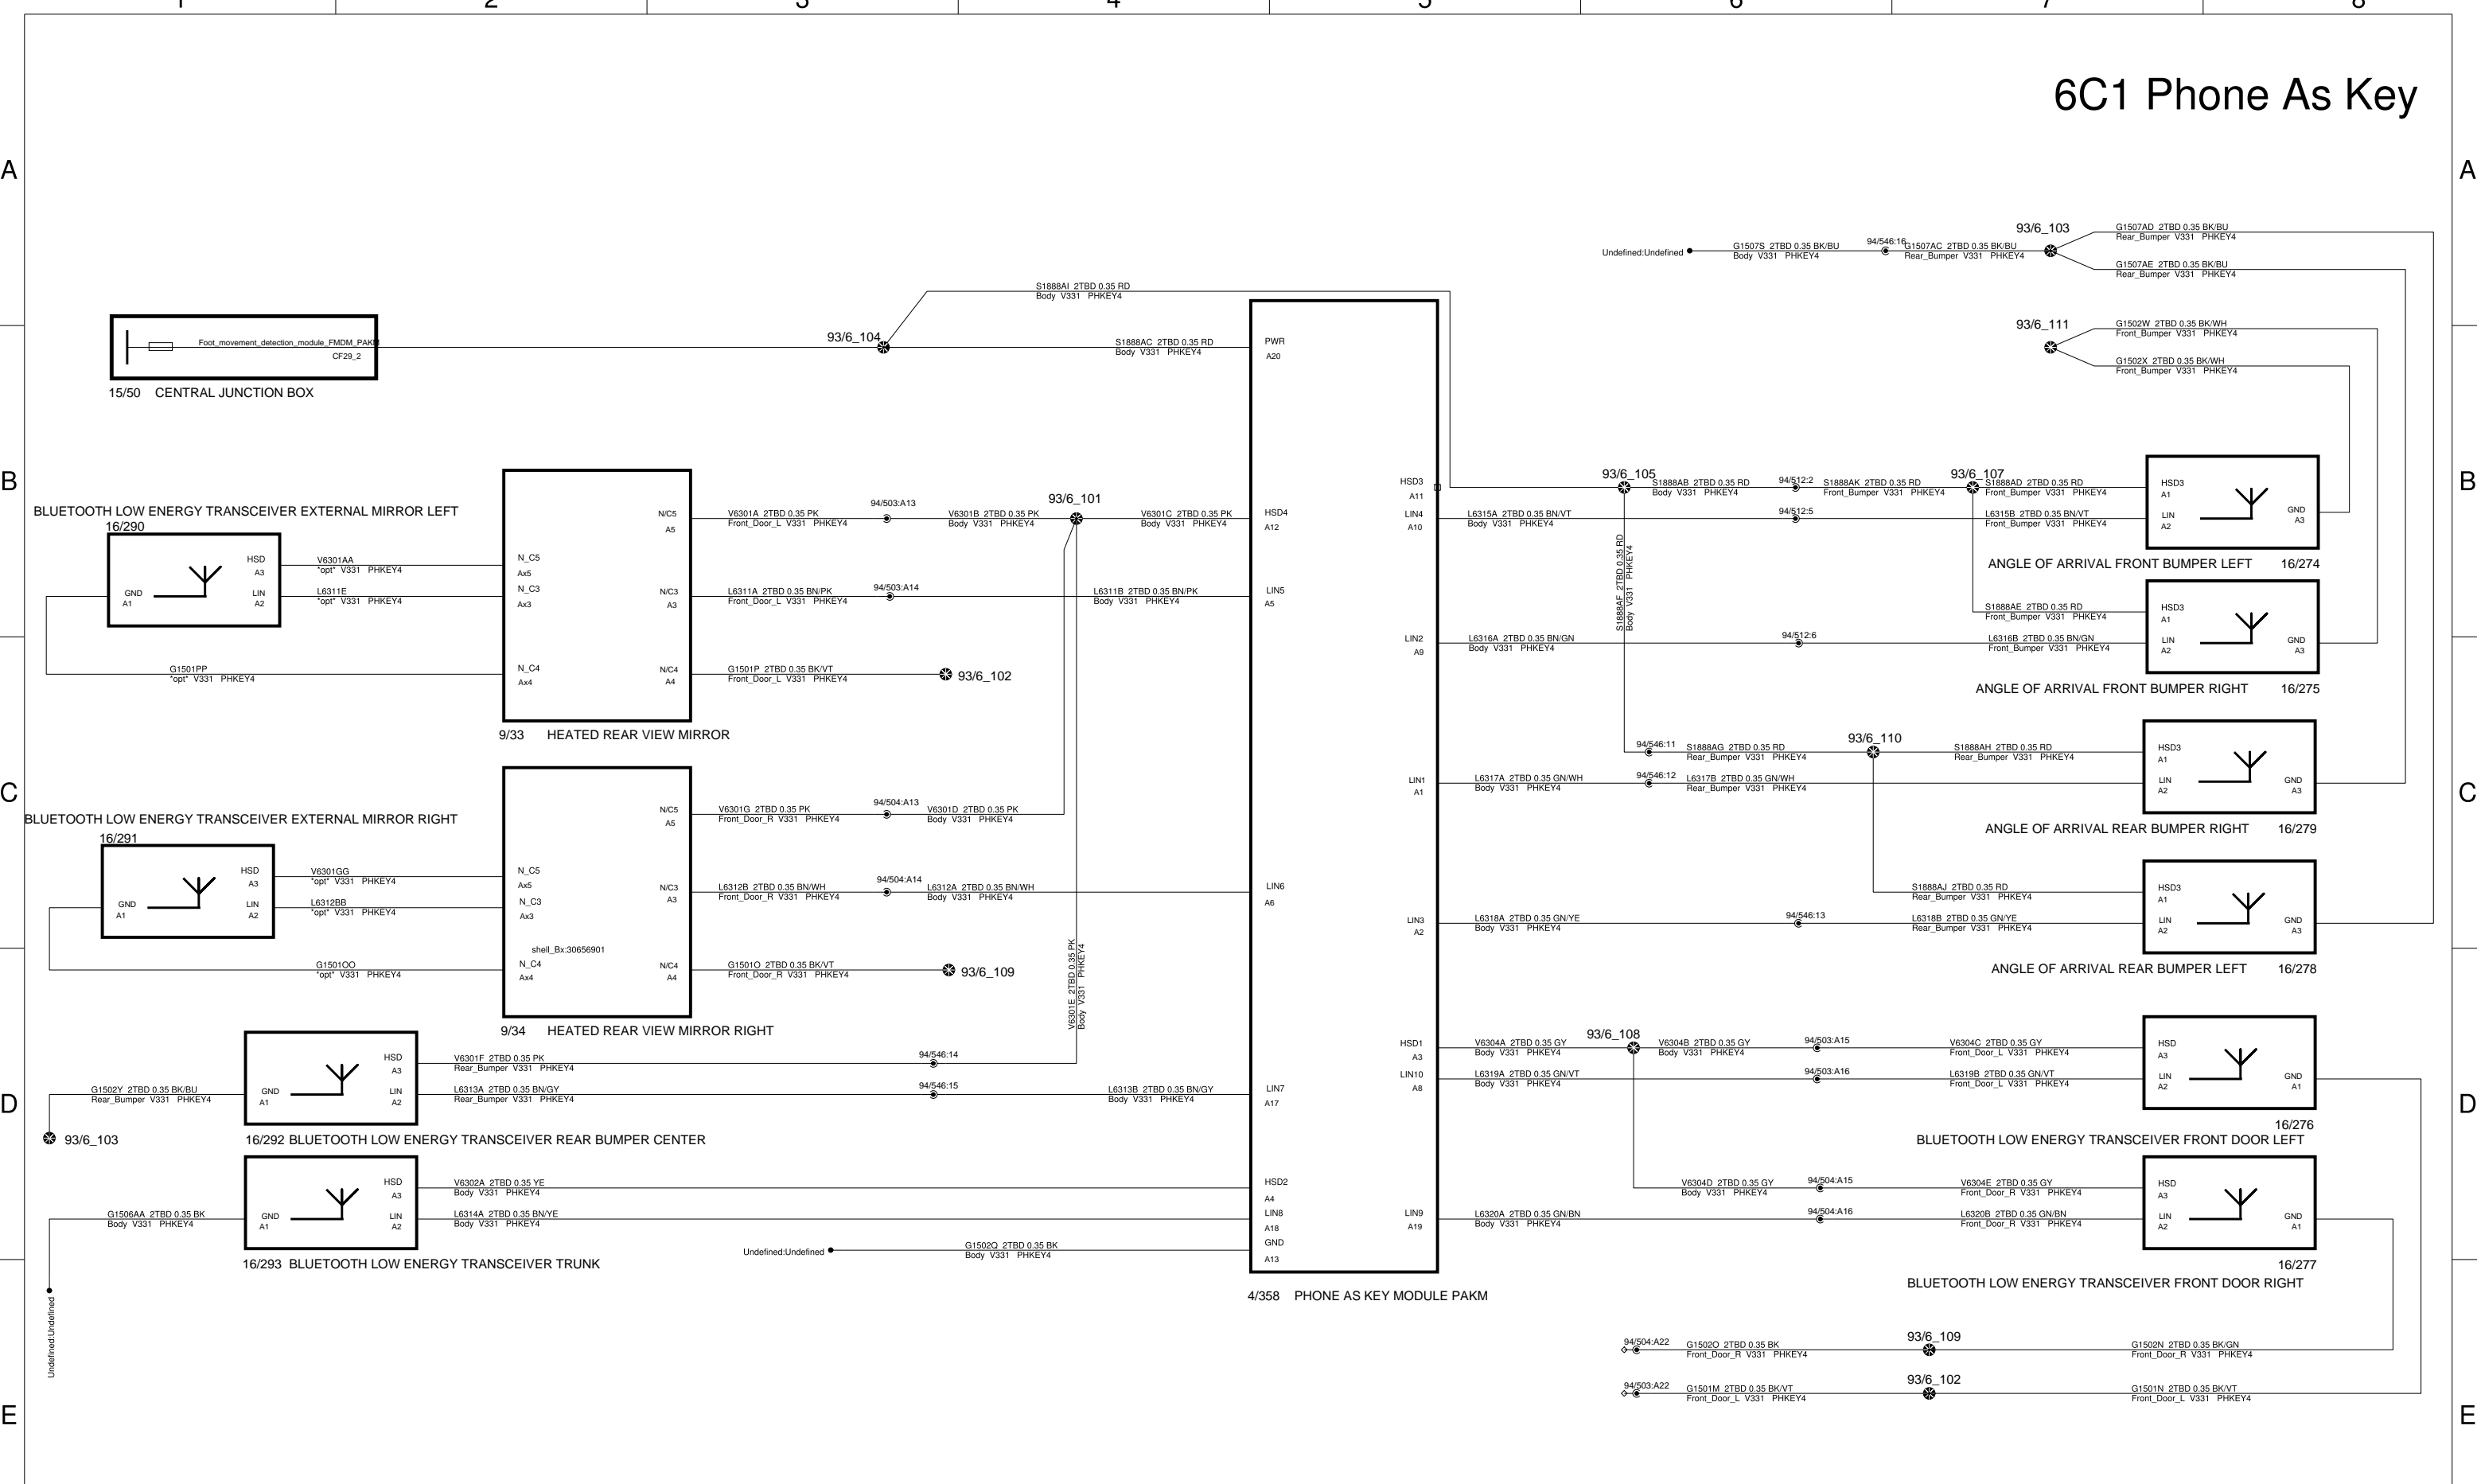 1 2 3 4 5 6 7 8
6C1 Phone As Key
A
A
B
B
C
C
D
D
E
E
Foot_movement_detection_module_FMDM_PAK
CF29_2
15/50 CENTRAL JUNCTION BOX
93/6_104
S1888AI 2TBD 0.35 RD
Body V331 PHKEY4
S1888AC 2TBD 0.35 RD
Body V331 PHKEY4
BLUETOOTH LOW ENERGY TRANSCEIVER EXTERNAL MIRROR LEFT
16/290
HSD
A3
GND
A1
LIN
A2
V6301AA
*opt* V331 PHKEY4
L6311E
*opt* V331 PHKEY4
G1501PP
*opt* V331 PHKEY4
N_C5
Ax5
N_C3
Ax3
N_C4
Ax4
N/C5
A5
N/C3
A3
N/C4
A4
9/33 HEATED REAR VIEW MIRROR
V6301A 2TBD 0.35 PK
Front_Door_L V331 PHKEY4
94/503:A13
V6301B 2TBD 0.35 PK
Body V331 PHKEY4
93/6_101
V6301C 2TBD 0.35 PK
Body V331 PHKEY4
L6311A 2TBD 0.35 BN/PK
Front_Door_L V331 PHKEY4
94/503:A14
L6311B 2TBD 0.35 BN/PK
Body V331 PHKEY4
G1501P 2TBD 0.35 BK/VT
Front_Door_L V331 PHKEY4
93/6_102
BLUETOOTH LOW ENERGY TRANSCEIVER EXTERNAL MIRROR RIGHT
16/291
HSD
A3
GND
A1
LIN
A2
V6301GG
*opt* V331 PHKEY4
L6312BB
*opt* V331 PHKEY4
G1501OO
*opt* V331 PHKEY4
N_C5
Ax5
N_C3
Ax3
shell_Bx:30656901
N_C4
Ax4
N/C5
A5
N/C3
A3
N/C4
A4
9/34 HEATED REAR VIEW MIRROR RIGHT
V6301G 2TBD 0.35 PK
Front_Door_R V331 PHKEY4
94/504:A13
V6301D 2TBD 0.35 PK
Body V331 PHKEY4
L6312B 2TBD 0.35 BN/WH
Front_Door_R V331 PHKEY4
94/504:A14
L6312A 2TBD 0.35 BN/WH
Body V331 PHKEY4
G1501O 2TBD 0.35 BK/VT
Front_Door_R V331 PHKEY4
93/6_109
V6301E 2TBD 0.35 PK
Body V331 PHKEY4
G1502Y 2TBD 0.35 BK/BU
Rear_Bumper V331 PHKEY4
93/6_103
HSD
A3
GND
A1
LIN
A2
V6301F 2TBD 0.35 PK
Rear_Bumper V331 PHKEY4
94/546:14
L6313A 2TBD 0.35 BN/GY
Rear_Bumper V331 PHKEY4
94/546:15
L6313B 2TBD 0.35 BN/GY
Body V331 PHKEY4
16/292 BLUETOOTH LOW ENERGY TRANSCEIVER REAR BUMPER CENTER
G1506AA 2TBD 0.35 BK
Body V331 PHKEY4
Undefined:Undefined
HSD
A3
GND
A1
LIN
A2
V6302A 2TBD 0.35 YE
Body V331 PHKEY4
L6314A 2TBD 0.35 BN/YE
Body V331 PHKEY4
16/293 BLUETOOTH LOW ENERGY TRANSCEIVER TRUNK
Undefined:Undefined
G1502Q 2TBD 0.35 BK
Body V331 PHKEY4
PWR
A20
HSD4
A12
LIN5
A5
LIN6
A6
LIN7
A17
HSD2
A4
LIN8
A18
GND
A13
HSD3
A11
LIN4
A10
LIN2
A9
LIN1
A1
LIN3
A2
HSD1
A3
LIN10
A8
LIN9
A19
4/358 PHONE AS KEY MODULE PAKM
Undefined:Undefined
G1507S 2TBD 0.35 BK/BU
Body V331 PHKEY4
94/546:16
G1507AC 2TBD 0.35 BK/BU
Rear_Bumper V331 PHKEY4
93/6_103
G1507AD 2TBD 0.35 BK/BU
Rear_Bumper V331 PHKEY4
G1507AE 2TBD 0.35 BK/BU
Rear_Bumper V331 PHKEY4
93/6_111
G1502W 2TBD 0.35 BK/WH
Front_Bumper V331 PHKEY4
G1502X 2TBD 0.35 BK/WH
Front_Bumper V331 PHKEY4
93/6_105
S1888AB 2TBD 0.35 RD
Body V331 PHKEY4
94/512:2
S1888AK 2TBD 0.35 RD
Front_Bumper V331 PHKEY4
93/6_107
S1888AD 2TBD 0.35 RD
Front_Bumper V331 PHKEY4
L6315A 2TBD 0.35 BN/VT
Body V331 PHKEY4
94/512:5
L6315B 2TBD 0.35 BN/VT
Front_Bumper V331 PHKEY4
HSD3
A1
LIN
A2
GND
A3
ANGLE OF ARRIVAL FRONT BUMPER LEFT 16/274
S1888AF 2TBD 0.35 RD
Body V331 PHKEY4
S1888AE 2TBD 0.35 RD
Front_Bumper V331 PHKEY4
L6316A 2TBD 0.35 BN/GN
Body V331 PHKEY4
94/512:6
L6316B 2TBD 0.35 BN/GN
Front_Bumper V331 PHKEY4
HSD3
A1
LIN
A2
GND
A3
ANGLE OF ARRIVAL FRONT BUMPER RIGHT 16/275
94/546:11
S1888AG 2TBD 0.35 RD
Rear_Bumper V331 PHKEY4
93/6_110
S1888AH 2TBD 0.35 RD
Rear_Bumper V331 PHKEY4
L6317A 2TBD 0.35 GN/WH
Body V331 PHKEY4
94/546:12
L6317B 2TBD 0.35 GN/WH
Rear_Bumper V331 PHKEY4
HSD3
A1
LIN
A2
GND
A3
ANGLE OF ARRIVAL REAR BUMPER RIGHT 16/279
S1888AJ 2TBD 0.35 RD
Rear_Bumper V331 PHKEY4
L6318A 2TBD 0.35 GN/YE
Body V331 PHKEY4
94/546:13
L6318B 2TBD 0.35 GN/YE
Rear_Bumper V331 PHKEY4
HSD3
A1
LIN
A2
GND
A3
ANGLE OF ARRIVAL REAR BUMPER LEFT 16/278
V6304A 2TBD 0.35 GY
Body V331 PHKEY4
93/6_108
V6304B 2TBD 0.35 GY
Body V331 PHKEY4
94/503:A15
V6304C 2TBD 0.35 GY
Front_Door_L V331 PHKEY4
L6319A 2TBD 0.35 GN/VT
Body V331 PHKEY4
94/503:A16
L6319B 2TBD 0.35 GN/VT
Front_Door_L V331 PHKEY4
HSD
A3
LIN
A2
GND
A1
16/276
BLUETOOTH LOW ENERGY TRANSCEIVER FRONT DOOR LEFT
V6304D 2TBD 0.35 GY
Body V331 PHKEY4
94/504:A15
V6304E 2TBD 0.35 GY
Front_Door_R V331 PHKEY4
L6320A 2TBD 0.35 GN/BN
Body V331 PHKEY4
94/504:A16
L6320B 2TBD 0.35 GN/BN
Front_Door_R V331 PHKEY4
HSD
A3
LIN
A2
GND
A1
16/277
BLUETOOTH LOW ENERGY TRANSCEIVER FRONT DOOR RIGHT
94/504:A22
G1502O 2TBD 0.35 BK
Front_Door_R V331 PHKEY4
93/6_109
G1502N 2TBD 0.35 BK/GN
Front_Door_R V331 PHKEY4
94/503:A22
G1501M 2TBD 0.35 BK/VT
Front_Door_L V331 PHKEY4
93/6_102
G1501N 2TBD 0.35 BK/VT
Front_Door_L V331 PHKEY4